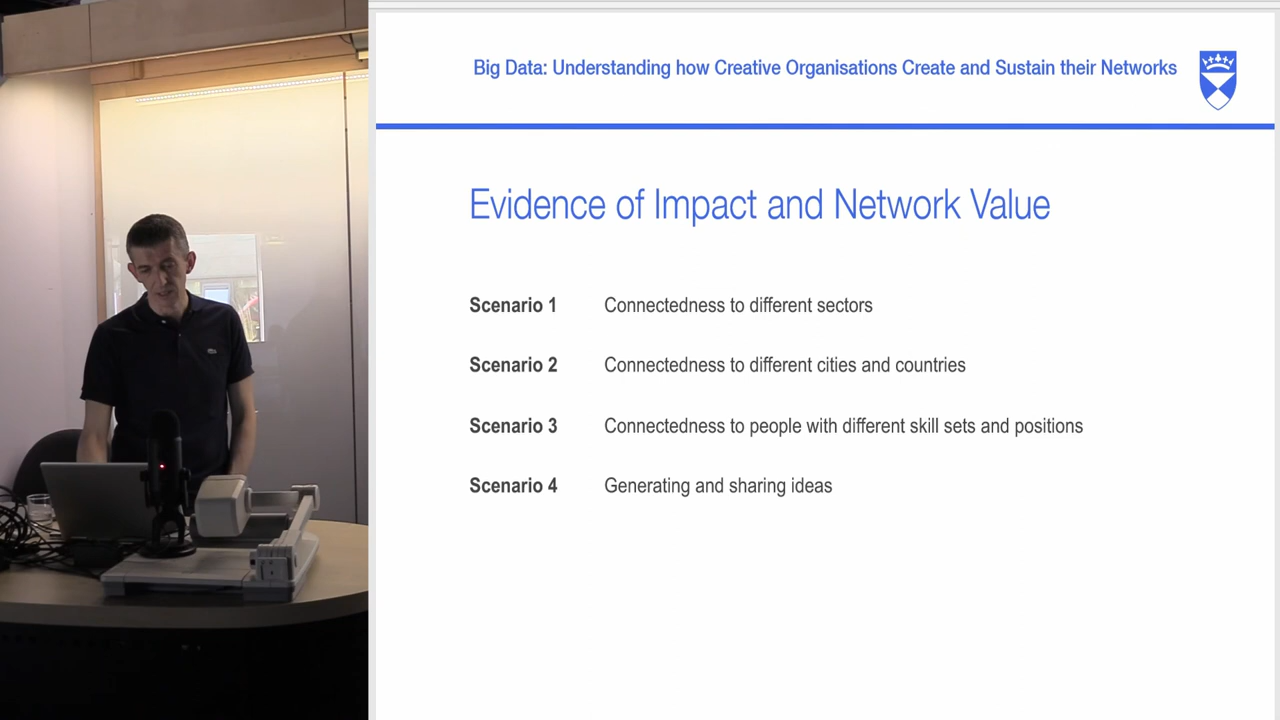 Big Data: Understanding how Creative Organisations Create and Sustain their Networks
Evidence of Impact and Network Value
Scenario 1 Connectedness to different sectors
Scenario 2 Connectedness to different cities and countries
Scenario 3 Connectedness to people with different skill sets and positions
Scenario 4 Generating and sharing ideas